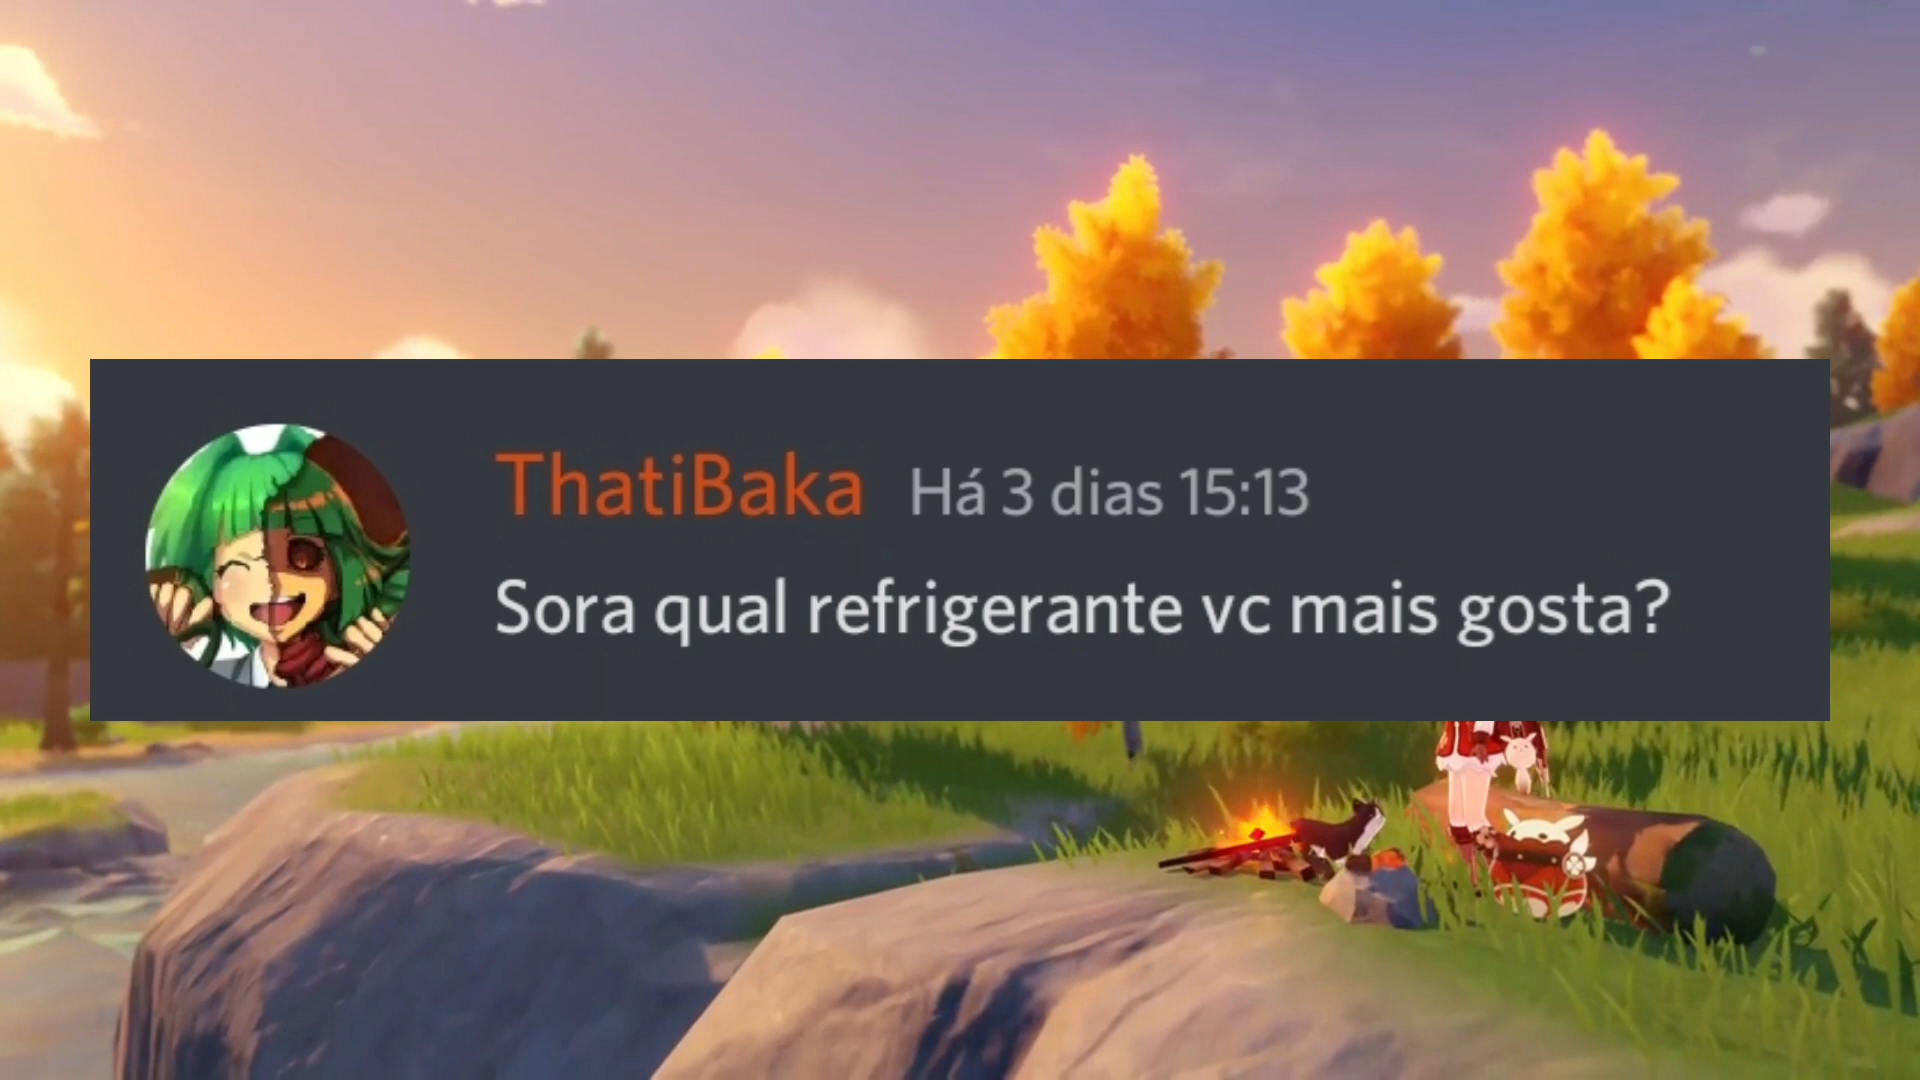 ThatiBaka Há 3 dias 15:13
Sora qual refrigerante vc mais gosta?